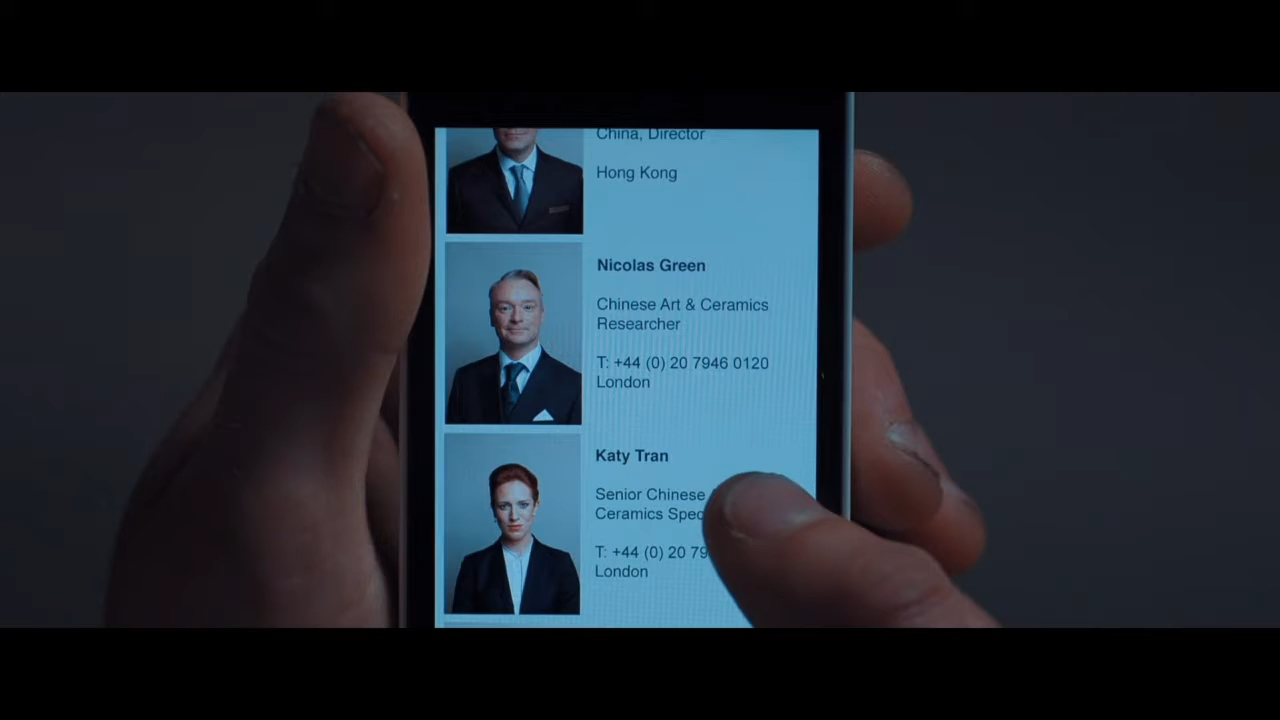 China, Director
Hong Kong
Nicolas Green
Chinese Art & Ceramics
Researcher
T: +44 (0) 20 7946 0120
London
Katy Tran
Senior Chinese
Ceramics
T: +44 (0) 20 79
London